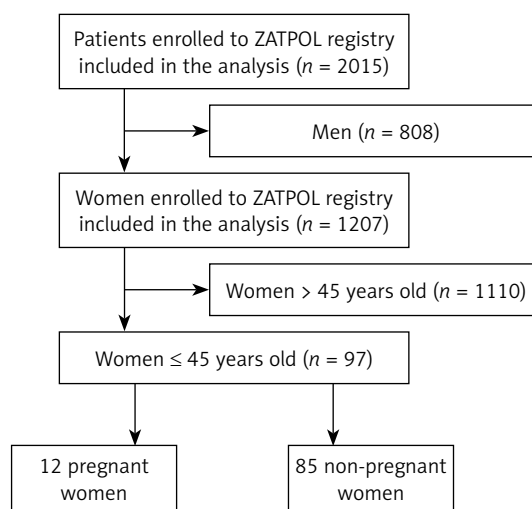 Patients enrolled to ZATPOL registry
included in the analysis (n = 2015)
Men (n = 808)
Women enrolled to ZATPOL registry
included in the analysis (n = 1207)
Women > 45 years old (n = 1110)
Women ≤ 45 years old (n = 97)
12 pregnant
women
85 non-pregnant
women